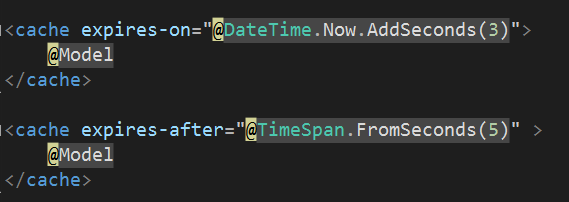 <cache expires-on="@DateTime.Now.AddSeconds(3)">
@Model
</cache>
<cache expires-after="@TimeSpan.FromSeconds(5)" >
@Model
</cache>